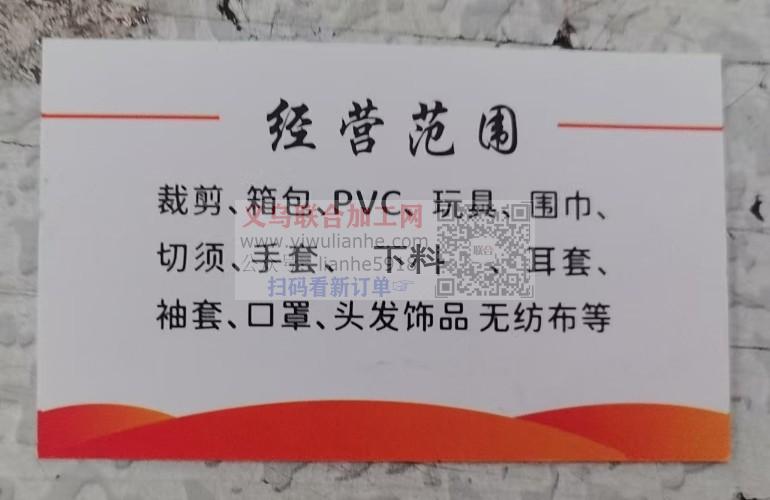 经营范围
裁剪、箱包、PVC、玩具、围巾、
切须、手套、下料、耳套、
袖套、口罩、头发饰品 无纺布等
义乌联合加工网
www.yiwulianhe.com
扫码看新订单